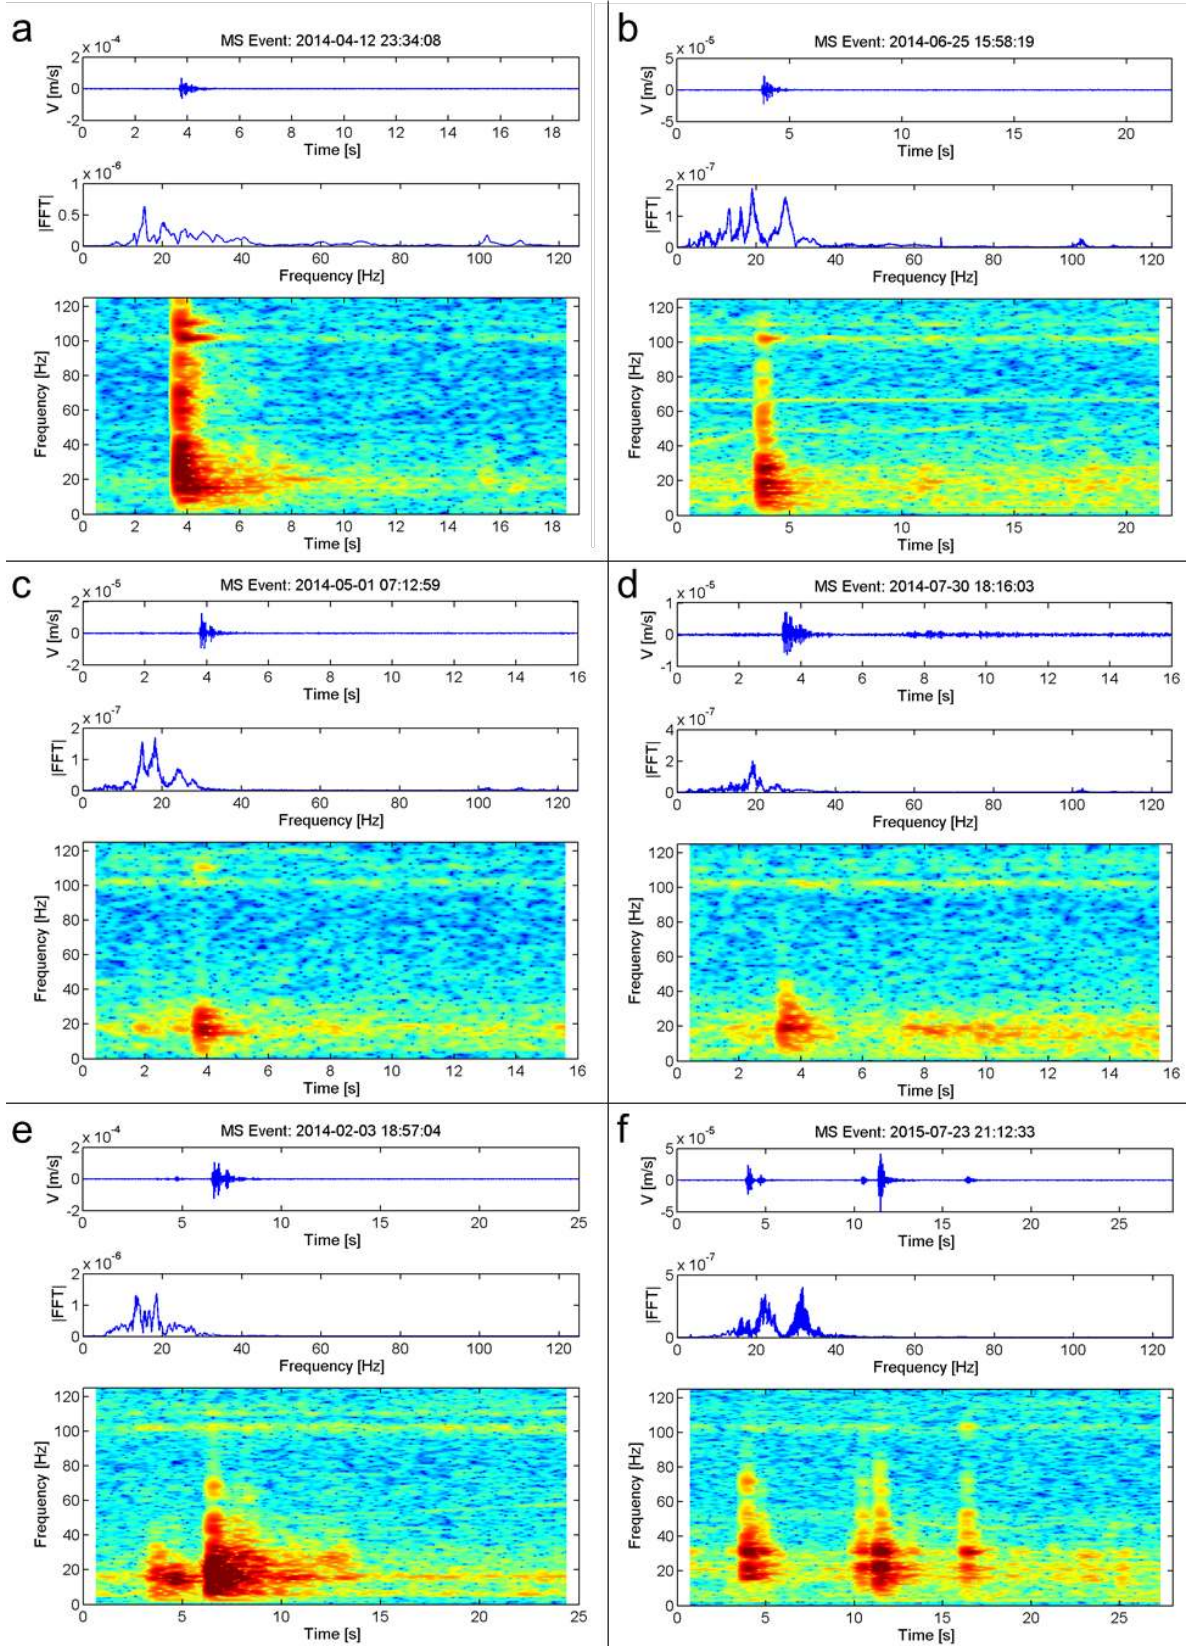 a
MS Event: 2014-04-12 23:34:08
x 10-4
V [m/s]
2
0
-2
0 2 4 6 8 10 12 14 16 18
Time [s]
x 10-6
|FFT|
1
0.5
0
0 20 40 60 80 100 120
Frequency [Hz]
Frequency [Hz]
120
100
80
60
40
20
0
0 2 4 6 8 10 12 14 16 18
Time [s]
b
MS Event: 2014-06-25 15:58:19
x 10-5
V [m/s]
5
0
-5
0 5 10 15 20
Time [s]
x 10-7
|FFT|
2
1
0
0 20 40 60 80 100 120
Frequency [Hz]
Frequency [Hz]
120
100
80
60
40
20
0
0 5 10 15 20
Time [s]
c
MS Event: 2014-05-01 07:12:59
x 10-5
V [m/s]
2
0
-2
0 2 4 6 8 10 12 14 16
Time [s]
x 10-7
|FFT|
2
1
0
0 20 40 60 80 100 120
Frequency [Hz]
Frequency [Hz]
120
100
80
60
40
20
0
0 2 4 6 8 10 12 14 16
Time [s]
d
MS Event: 2014-07-30 18:16:03
x 10-5
V [m/s]
1
0
-1
0 2 4 6 8 10 12 14 16
Time [s]
x 10-7
|FFT|
4
2
0
0 20 40 60 80 100 120
Frequency [Hz]
Frequency [Hz]
120
100
80
60
40
20
0
0 2 4 6 8 10 12 14 16
Time [s]
e
MS Event: 2014-02-03 18:57:04
x 10-4
V [m/s]
2
0
-2
0 5 10 15 20 25
Time [s]
x 10-6
|FFT|
2
1
0
0 20 40 60 80 100 120
Frequency [Hz]
Frequency [Hz]
120
100
80
60
40
20
0
0 5 10 15 20 25
Time [s]
f
MS Event: 2015-07-23 21:12:33
x 10-5
V [m/s]
5
0
-5
0 5 10 15 20 25
Time [s]
x 10-7
|FFT|
5
0
0 20 40 60 80 100 120
Frequency [Hz]
Frequency [Hz]
120
100
80
60
40
20
0
0 5 10 15 20 25
Time [s]